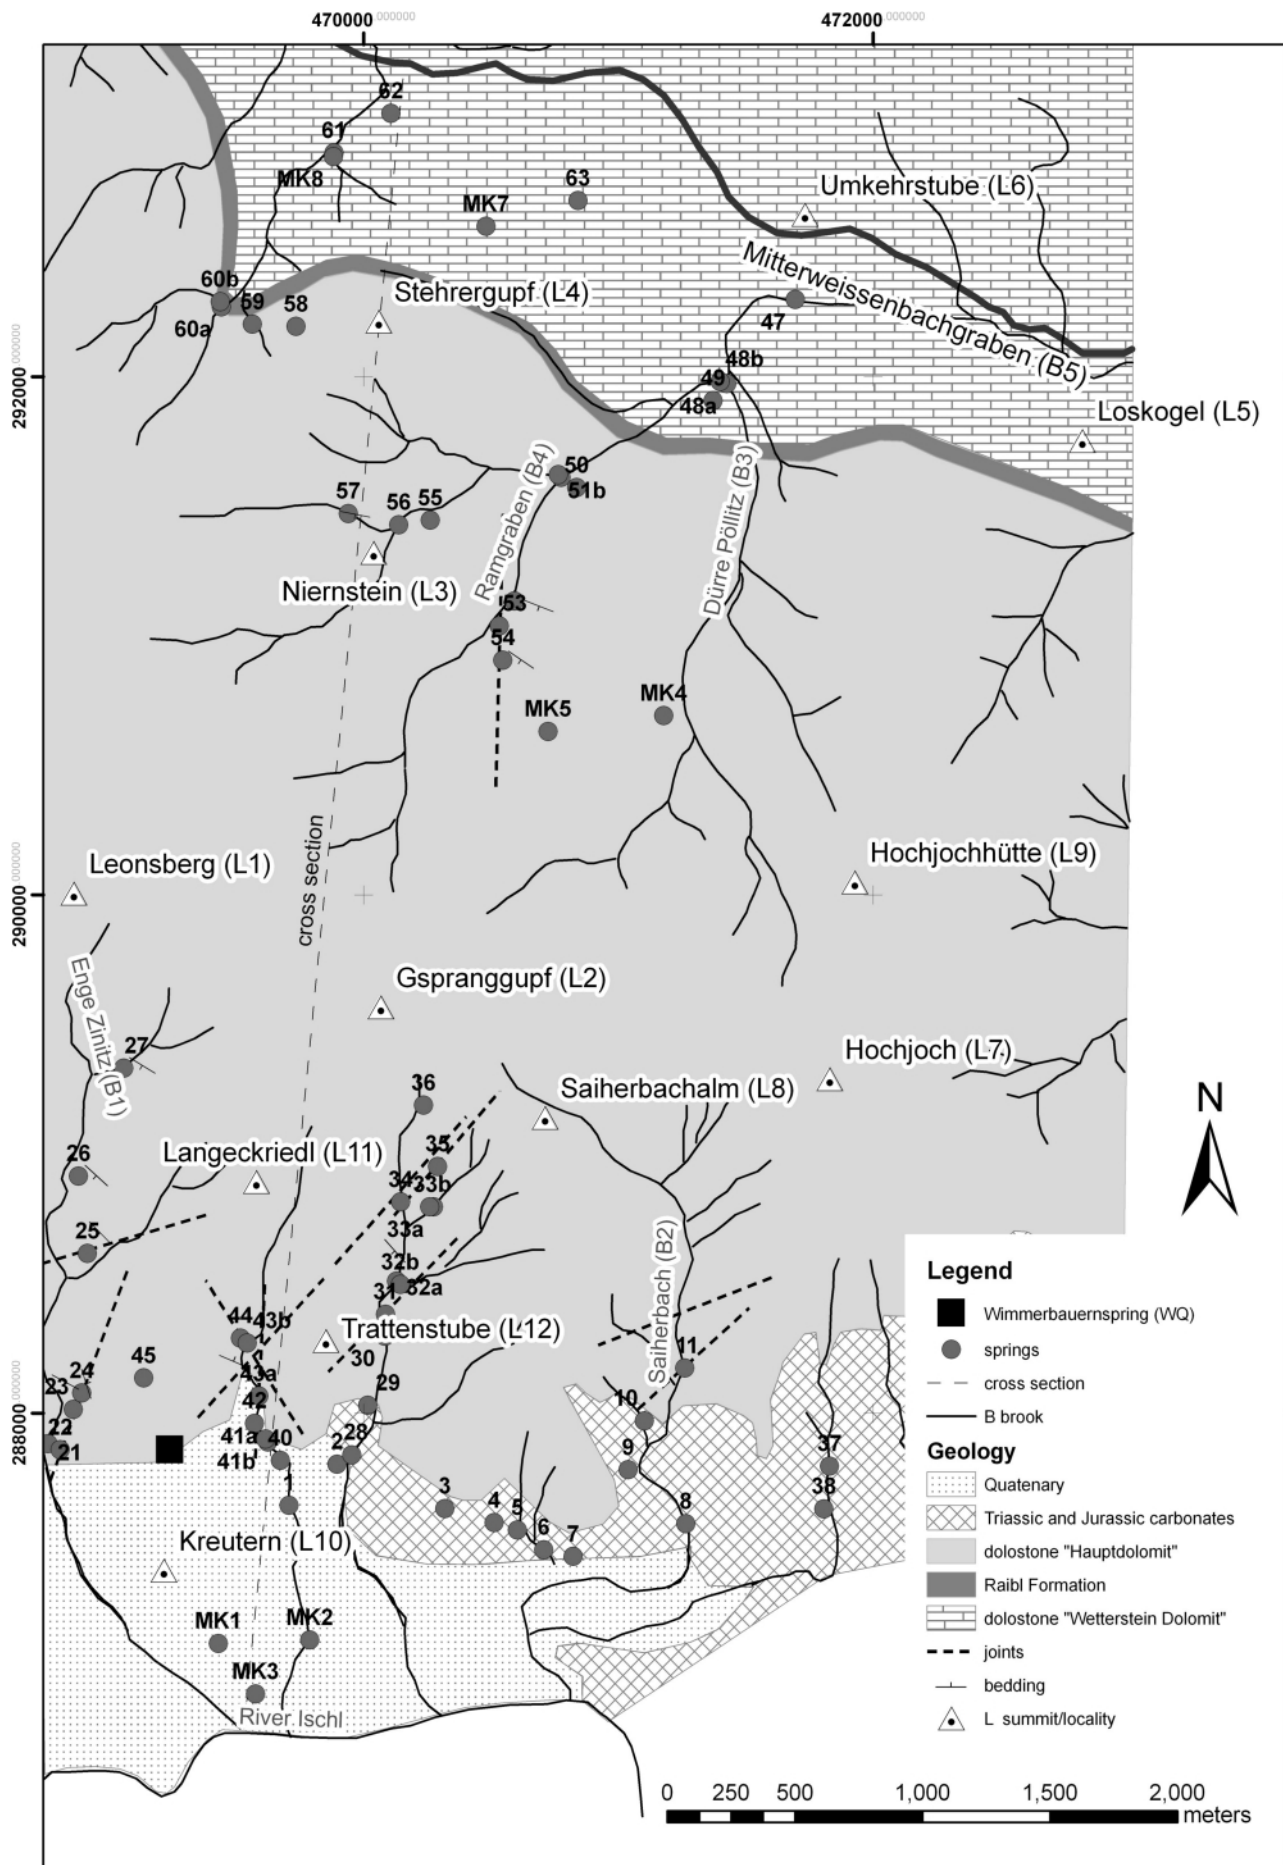 470000.000000
472000.000000
62
61
MK8
63
MK7
Umkehrstube (L6)
60b
59
58
60a
Stehrergupf (L4)
Mitterweissenbachgraben (B5)
47
48b
49
48a
292000.000000
Loskogel (L5)
50
51b
57
56
55
Ramgraben (B4)
Dürre Pöllitz (B3)
Niernstein (L3)
53
54
MK5
MK4
cross section
Leonsberg (L1)
Hochjochhütte (L9)
290000.000000
Enge Zinitz (B1)
Gspranggupf (L2)
27
Hochjoch (L7)
36
Saiherbachalm (L8)
N
26
Langeckriedl (L11)
35
34
33b
33a
25
32b
32a
31
Saiherbach (B2)
44
43b
Trattenstube (L12)
30
11
45
43a
24
23
42
29
10
288000.000000
22
21
41a
41b
40
2
28
9
37
1
3
4
5
6
7
8
38
Kreutern (L10)
MK1
MK2
MK3
River Ischl
Legend
Wimmerbauernspring (WQ)
springs
cross section
B brook
Geology
Quatenary
Triassic and Jurassic carbonates
dolostone "Hauptdolomit"
Raibl Formation
dolostone "Wetterstein Dolomit"
joints
bedding
L summit/locality
0 250 500 1,000 1,500 2,000
meters